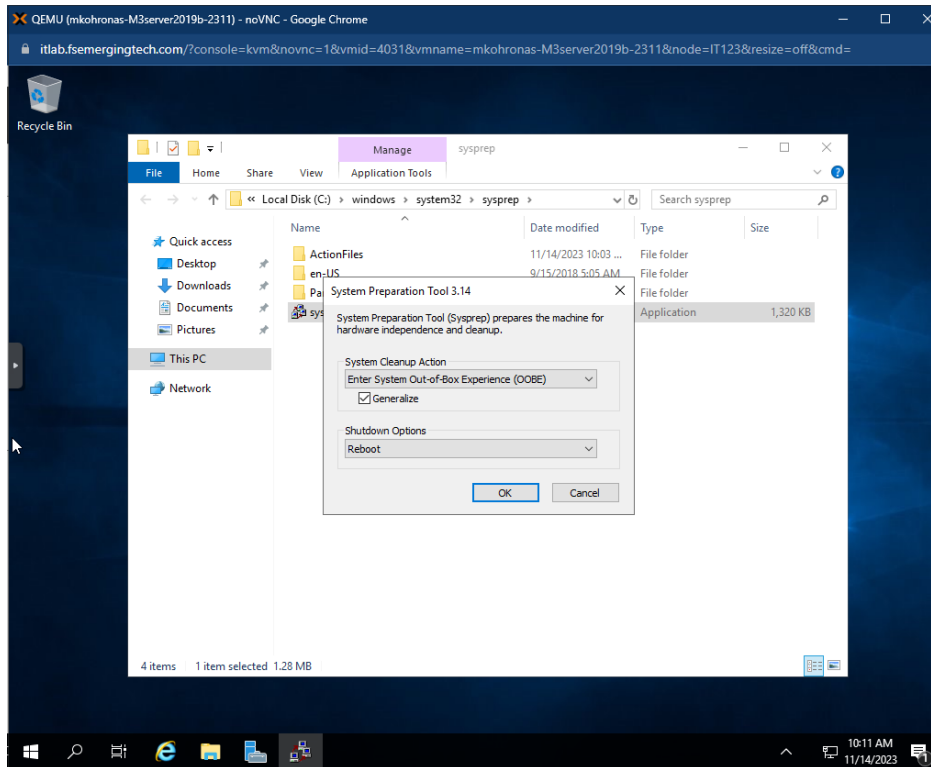 QEMU (mkohronas-M3server2019b-2311) - noVNC - Google Chrome
itlab.fsemergingtech.com/?console=kvm&novnc=1&vmid=4031&vmname=mkohronas-M3server2019b-2311&node=IT123&resize=off&cmd=
Recycle Bin
Manage sysprep
File Home Share View Application Tools
« Local Disk (C:) › windows › system32 › sysprep › Search sysprep
Name Date modified Type Size
Quick access
ActionFiles 11/14/2023 10:03 ... File folder
Desktop
en-US 9/15/2018 5:05 AM File folder
Downloads
Pa File folder
Documents
sys Application 1,320 KB
Pictures
This PC
Network
System Preparation Tool 3.14
System Preparation Tool (Sysprep) prepares the machine for
hardware independence and cleanup.
System Cleanup Action
Enter System Out-of-Box Experience (OOBE)
Generalize
Shutdown Options
Reboot
OK Cancel
4 items 1 item selected 1.28 MB
10:11 AM
11/14/2023
1